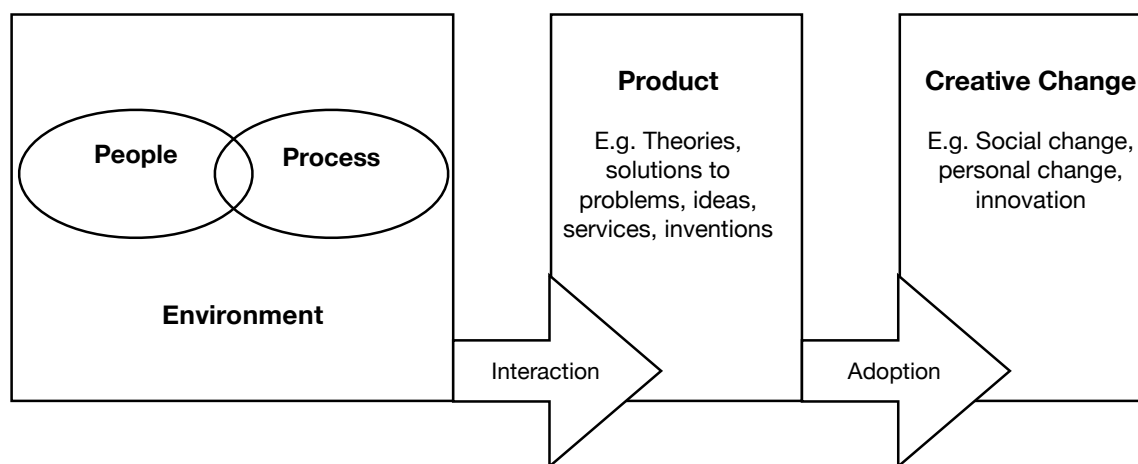 People
Process
Environment
Interaction
Product
E.g. Theories,
solutions to
problems, ideas,
services, inventions
Adoption
Creative Change
E.g. Social change,
personal change,
innovation